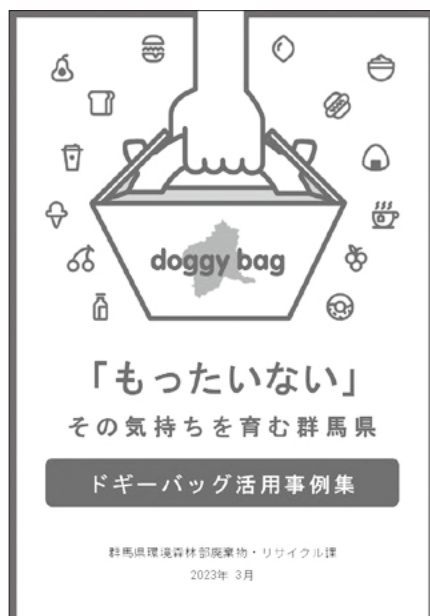 doggy bag
「もったいない」
その気持ちを育む群馬県
ドギーバッグ活用事例集
群馬県環境森林部廃棄物・リサイクル課
2023年 3月